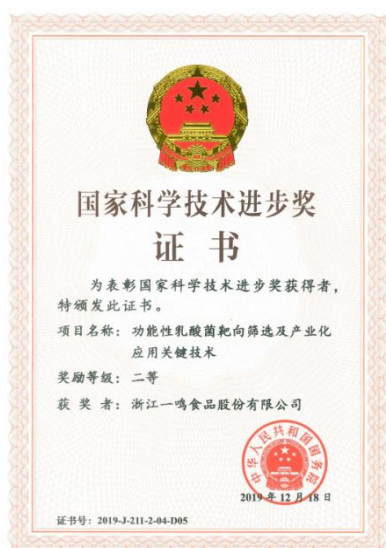 国家科学技术进步奖
证书
为表彰国家科学技术进步奖获得者，
特颁发此证书。
项目名称：功能性乳酸菌靶向筛选及产业化
应用关键技术
奖励等级：二等
获奖者：浙江一鸣食品股份有限公司
中华人民共和国国务院
2019年12月18日
证书号：2019-J-211-2-04-D05